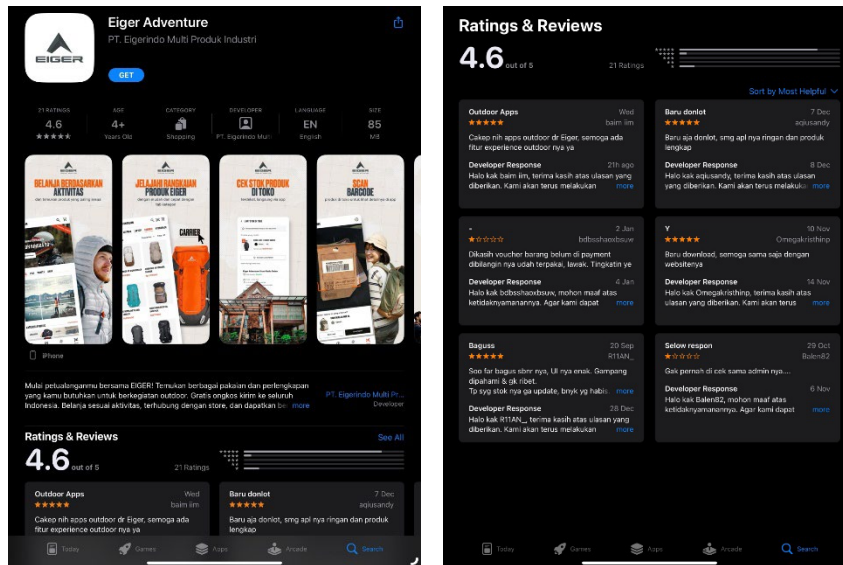 Eiger Adventure
PT. Eigerindo Multi Produk Industri
EIGER
GET
21 RATINGS
4.6
AGE
4+
Years Old
CATEGORY
Shopping
DEVELOPER
PT. Eigerindo Multi
LANGUAGE
EN
English
SIZE
85
MB
BELANJA BERDASARKAN
AKTIVITAS
JELAJAHI RANGKAIAN
PRODUK EIGER
CARRIER
CEK STOK PRODUK
DI TOKO
SCAN
BARCODE
iPhone
Mulai petualanganmu bersama EIGER! Temukan berbagai pakaian dan perlengkapan
yang kamu butuhkan untuk berkegiatan outdoor. Gratis ongkos kirim ke seluruh
Indonesia. Belanja sesuai aktivitas, terhubung dengan store, dan dapatkan be more
PT. Eigerindo Multi Pr...
Developer
Ratings & Reviews
See All
4.6 out of 5
21 Ratings
Outdoor Apps
Wed
baim iim
Cakep nih apps outdoor dr Eiger, semoga ada
fitur experience outdoor nya ya
Baru donlot
7 Dec
aqiusandy
Baru aja donlot, smg apl nya ringan dan produk
lengkap
Today
Games
Apps
Arcade
Search
Ratings & Reviews
4.6 out of 5
21 Ratings
Sort by Most Helpful
Outdoor Apps
Wed
baim iim
Cakep nih apps outdoor dr Eiger, semoga ada
fitur experience outdoor nya ya
Developer Response
21h ago
Halo kak baim iim, terima kasih atas ulasan yang
diberikan. Kami akan terus melakukan more
Baru donlot
7 Dec
aqiusandy
Baru aja donlot, smg apl nya ringan dan produk
lengkap
Developer Response
8 Dec
Halo kak aqiusandy, terima kasih atas ulasan
yang diberikan. Kami akan terus melakuka more
-
2 Jan
bdbsshaoxbsuw
Dikasih voucher barang belum di payment
dibilangin nya udah terpakai, lawak. Tingkatin ye
Developer Response
4 Jan
Halo kak bdbsshaoxbsuw, mohon maaf atas
ketidaknyamanannya. Agar kami dapat more
Y
10 Nov
Omegakristhinp
Baru download, semoga sama saja dengan
websitenya
Developer Response
14 Nov
Halo kak Omegakristhinp, terima kasih atas
ulasan yang diberikan. Kami akan terus more
Baguss
20 Sep
R11AN_
Soo far bagus sbnr nya, UI nya enak. Gampang
dipahami & gk ribet.
Tp syg stok nya ga update, bnyk yg habis. more
Developer Response
28 Dec
Halo kak R11AN_, terima kasih atas ulasan yang
diberikan. Kami akan terus melakukan more
Selow respon
29 Oct
Balen82
Gak pernah di cek sama admin nyo....
Developer Response
6 Nov
Halo kak Balen82, mohon maaf atas
ketidaknyamanannya. Agar kami dapat more
Today
Games
Apps
Arcade
Search